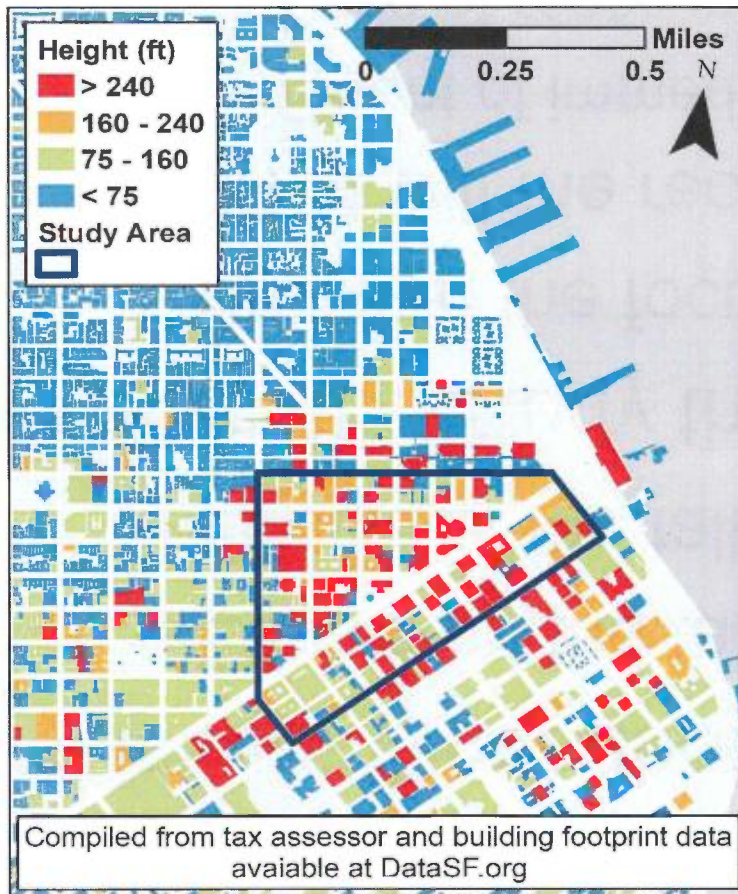 Height (ft)
> 240
160 - 240
75 - 160
< 75
Study Area
Miles
0 0.25 0.5 N
Compiled from tax assessor and building footprint data
avaiable at DataSF.org